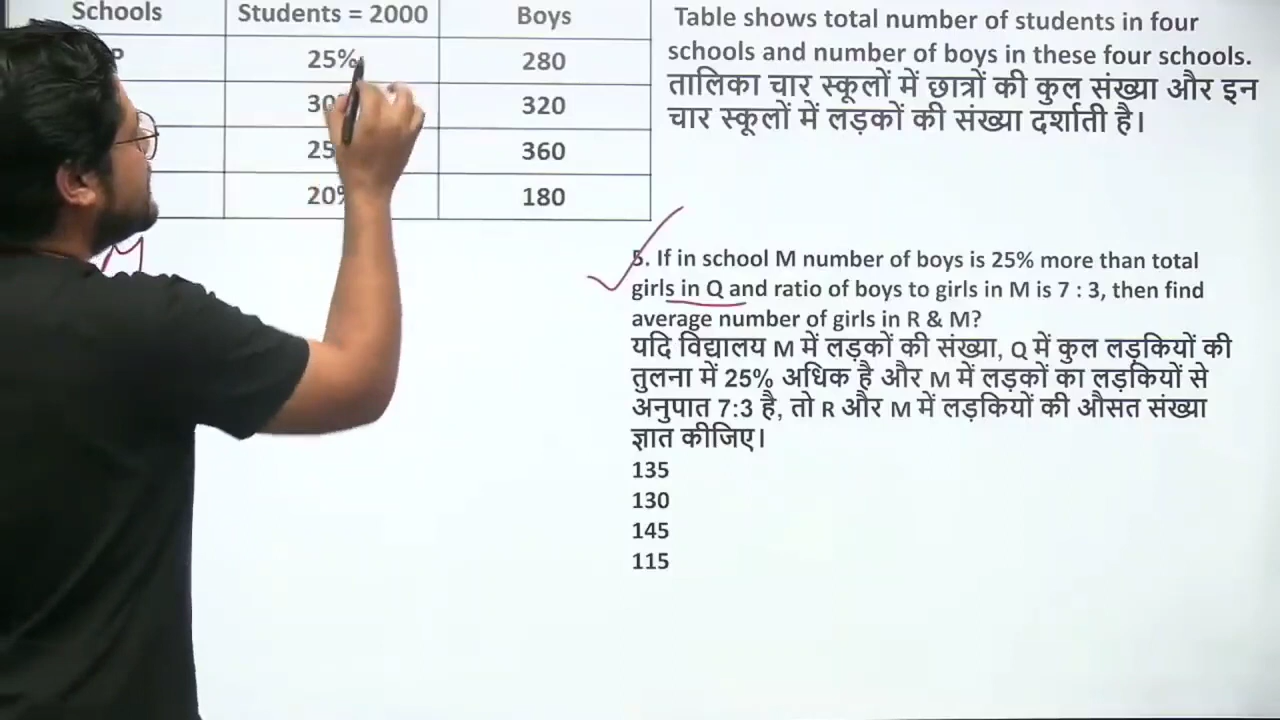 Schools Students = 2000 Boys
P 25% 280
30 320
25 360
20% 180
Table shows total number of students in four
schools and number of boys in these four schools.
तालिका चार स्कूलों में छात्रों की कुल संख्या और इन
चार स्कूलों में लड़कों की संख्या दर्शाती है।
M
5. If in school M number of boys is 25% more than total
girls in Q and ratio of boys to girls in M is 7 : 3, then find
average number of girls in R & M?
यदि विद्यालय M में लड़कों की संख्या, Q में कुल लड़कियों की
तुलना में 25% अधिक है और M में लड़कों का लड़कियों से
अनुपात 7:3 है, तो R और M में लड़कियों की औसत संख्या
ज्ञात कीजिए।
135
130
145
115